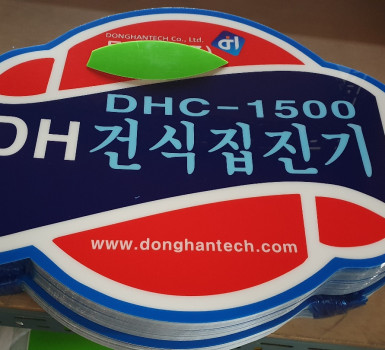 DONGHANTECH Co., Ltd.
DHC-1500
DH 건식집진기
www.donghantech.com